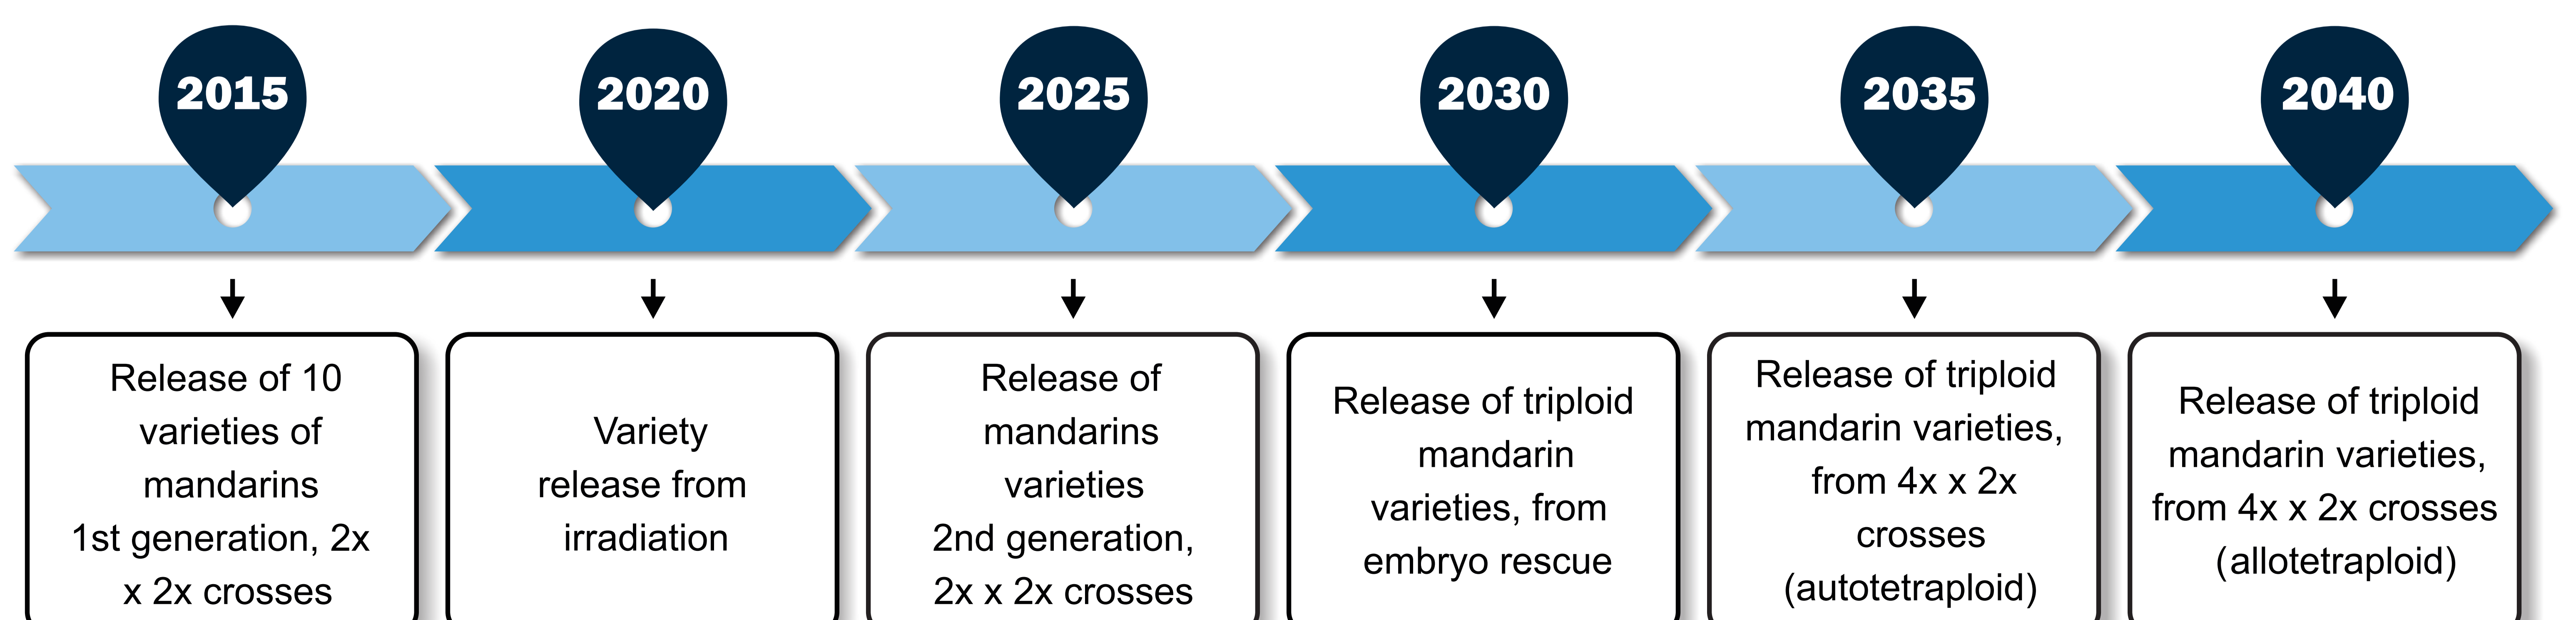 2015
2020
2025
2030
2035
2040
Release of 10
varieties of
mandarins
1st generation, 2x
x 2x crosses
Variety
release from
irradiation
Release of
mandarins
varieties
2nd generation,
2x x 2x crosses
Release of triploid
mandarin
varieties, from
embryo rescue
Release of triploid
mandarin varieties,
from 4x x 2x
crosses
(autotetraploid)
Release of triploid
mandarin varieties,
from 4x x 2x crosses
(allotetraploid)